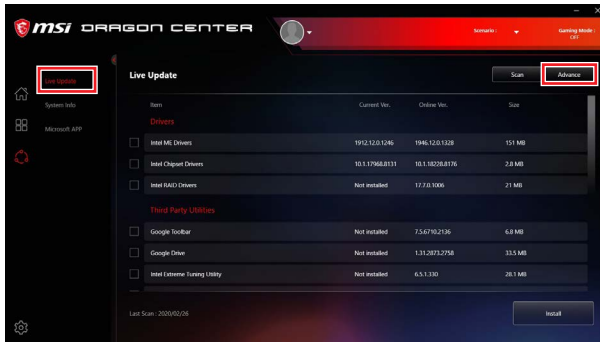 msi DRAGON CENTER
Scenario :
Gaming Mode :
OFF
Live Update
System Info
Microsoft APP
Live Update
Scan
Advance
Item Current Ver. Online Ver. Size
Drivers
Intel ME Drivers 1912.12.0.1246 1946.12.0.1328 151 MB
Intel Chipset Drivers 10.1.17968.8131 10.1.18228.8176 2.8 MB
Intel RAID Drivers Not installed 17.7.0.1006 21 MB
Third Party Utilities
Google Toolbar Not installed 7.5.6710.2136 6.8 MB
Google Drive Not installed 1.31.2873.2758 33.5 MB
Intel Extreme Tuning Utility Not installed 6.5.1.330 28.1 MB
Last Scan : 2020/02/26
Install